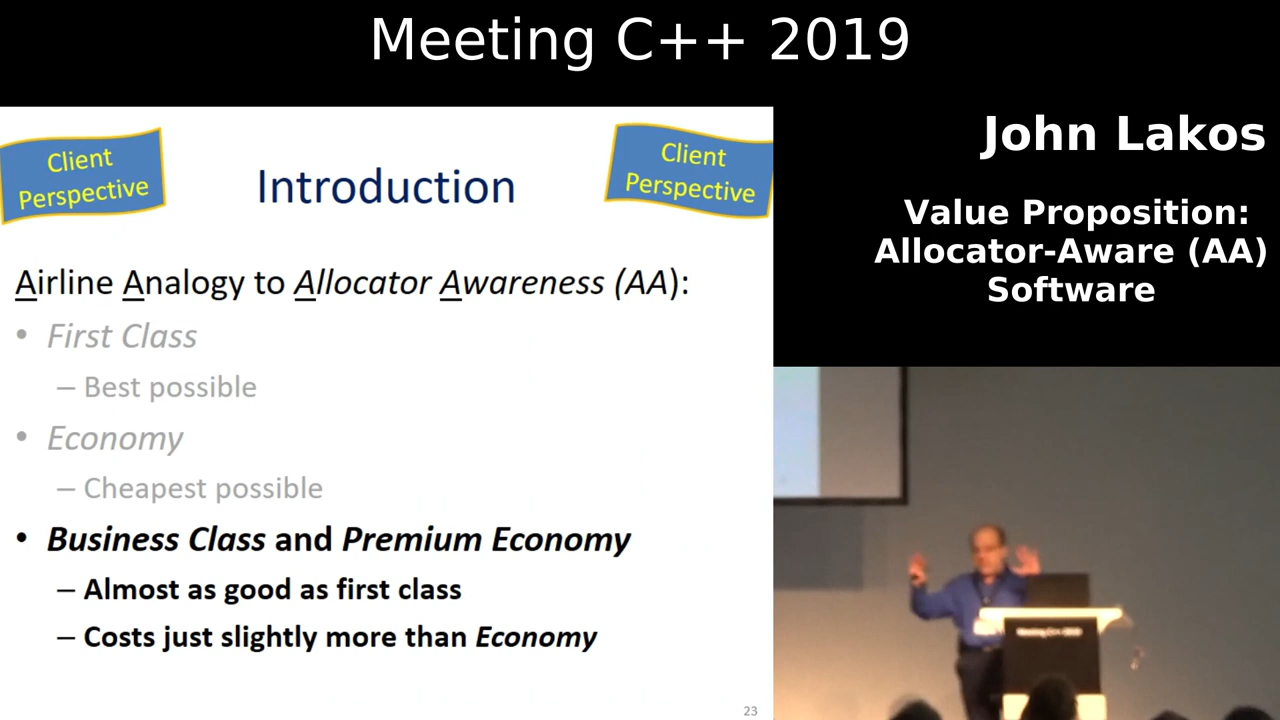 Meeting C++ 2019
Client
Perspective
Introduction
Client
Perspective
Airline Analogy to Allocator Awareness (AA):
• First Class
– Best possible
• Economy
– Cheapest possible
• Business Class and Premium Economy
– Almost as good as first class
– Costs just slightly more than Economy
23
John Lakos
Value Proposition:
Allocator-Aware (AA)
Software
Meeting C++ 2019